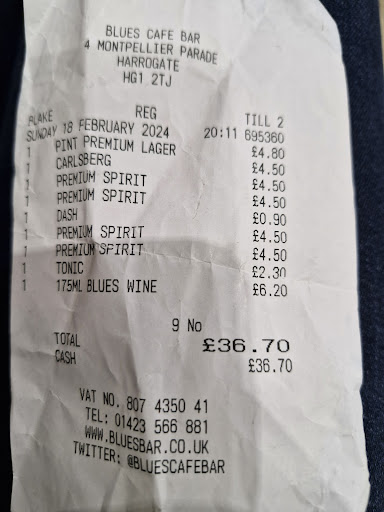 BLUES CAFE BAR
4 MONTPELLIER PARADE
HARROGATE
HG1 2TJ
BLAKE REG TILL 2
SUNDAY 18 FEBRUARY 2024 20:11 695360
1 PINT PREMIUM LAGER £4.80
1 CARLSBERG £4.50
1 PREMIUM SPIRIT £4.50
1 PREMIUM SPIRIT £4.50
1 DASH £0.90
1 PREMIUM SPIRIT £4.50
1 PREMIUM SPIRIT £4.50
1 TONIC £2.30
1 175ML BLUES WINE £6.20
9 No
TOTAL £36.70
CASH £36.70
VAT NO. 807 4350 41
TEL: 01423 566 881
WWW.BLUESBAR.CO.UK
TWITTER: @BLUESCAFEBAR